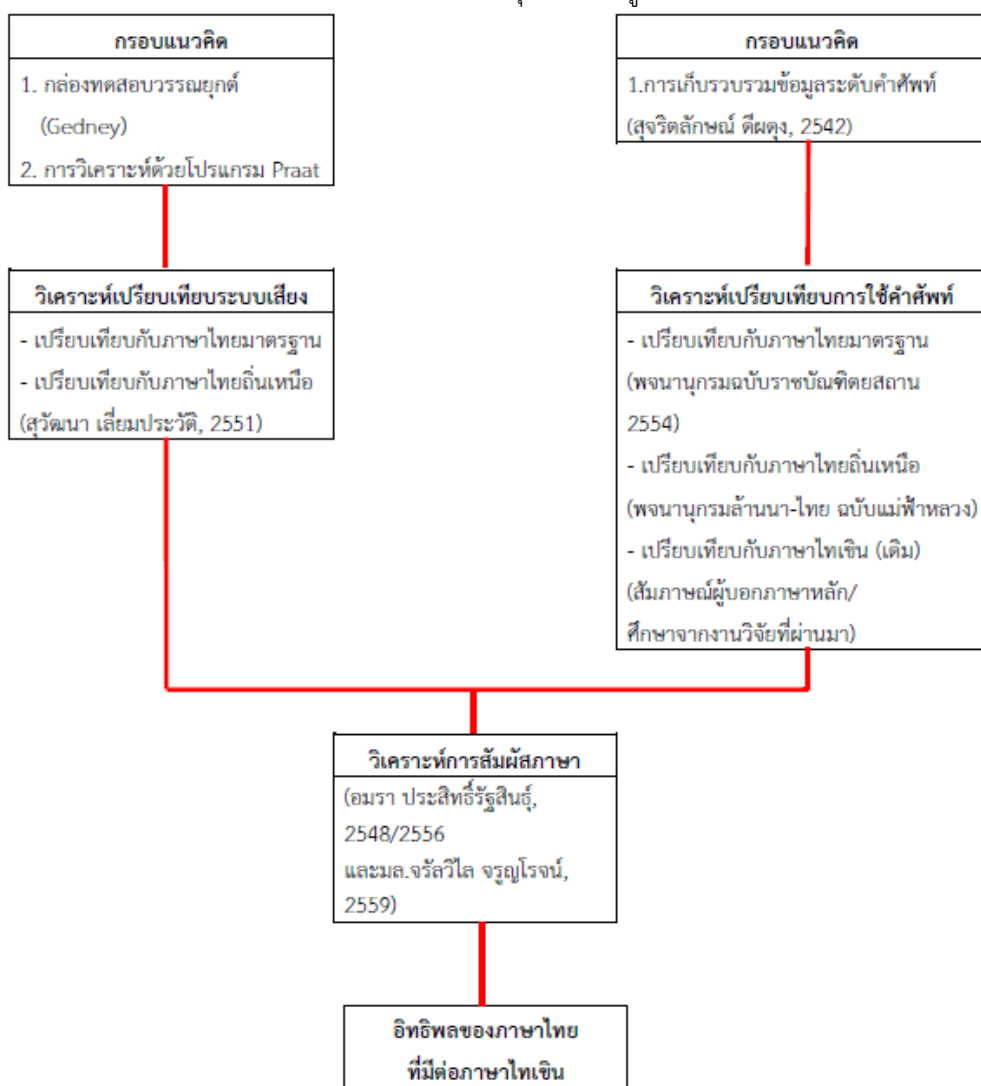 กรอบแนวคิด
1. กล่องทดสอบวรรณยุกต์
(Gedney)
2. การวิเคราะห์ด้วยโปรแกรม Praat
กรอบแนวคิด
1.การเก็บรวบรวมข้อมูลระดับคำศัพท์
(สุจริตลักษณ์ ดีผดุง, 2542)
วิเคราะห์เปรียบเทียบระบบเสียง
- เปรียบเทียบกับภาษาไทยมาตรฐาน
- เปรียบเทียบกับภาษาไทยถิ่นเหนือ
(สุวัฒนา เลี่ยมประวัติ, 2551)
วิเคราะห์เปรียบเทียบการใช้คำศัพท์
- เปรียบเทียบกับภาษาไทยมาตรฐาน
(พจนานุกรมฉบับราชบัณฑิตยสถาน
2554)
- เปรียบเทียบกับภาษาไทยถิ่นเหนือ
(พจนานุกรมล้านนา-ไทย ฉบับแม่ฟ้าหลวง)
- เปรียบเทียบกับภาษาไทเขิน (เดิม)
(สัมภาษณ์ผู้บอกภาษาหลัก/
ศึกษาจากงานวิจัยที่ผ่านมา)
วิเคราะห์การสัมผัสภาษา
(อมรา ประสิทธิ์รัฐสินธุ์,
2548/2556
และมล.จรัลวิไล จรูญโรจน์,
2559)
อิทธิพลของภาษาไทย
ที่มีต่อภาษาไทเขิน